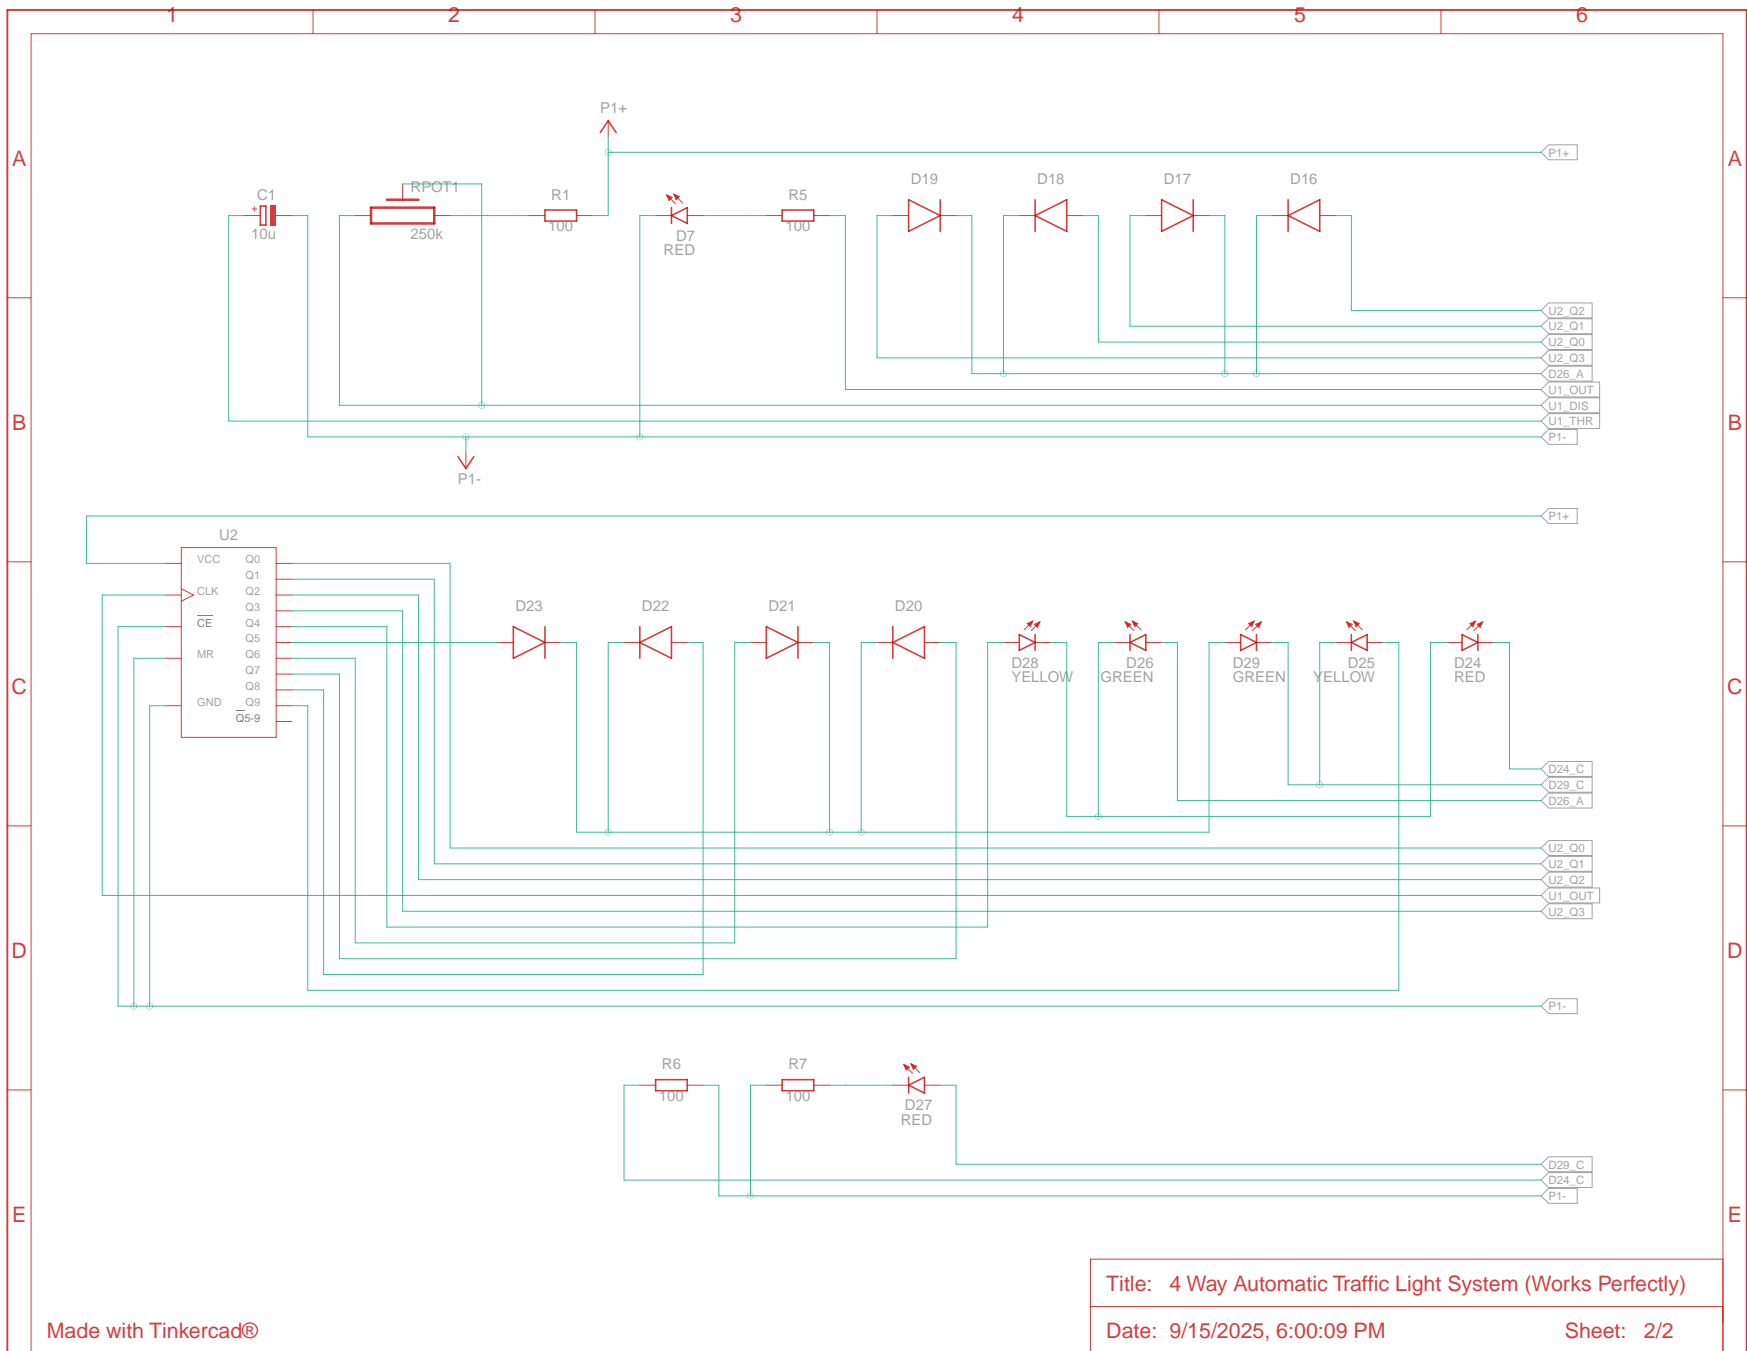 1 2 3 4 5 6
P1+
A A
P1+
D19 D18 D17 D16
C1 RPOT1 R1 R5
+
10u 250k 100 D7 100
RED
U2_Q2
U2_Q1
U2_Q0
U2_Q3
D26_A
U1_OUT
U1_DIS
B B
U1_THR
P1-
P1-
P1+
U2
VCC Q0
Q1
CLK Q2
Q3
CE Q4
Q5
MR Q6
Q7
Q8
GND Q9
Q5-9
D23 D22 D21 D20
D28 D26 D29 D25 D24
YELLOW GREEN GREEN YELLOW RED
C C
D24_C
D29_C
D26_A
U2_Q0
U2_Q1
U2_Q2
U1_OUT
U2_Q3
D D
P1-
R6 R7
100 100 D27
RED
D29_C
D24_C
P1-
E E
Title: 4 Way Automatic Traffic Light System (Works Perfectly)
Made with Tinkercad® Date: 9/15/2025, 6:00:09 PM Sheet: 2/2